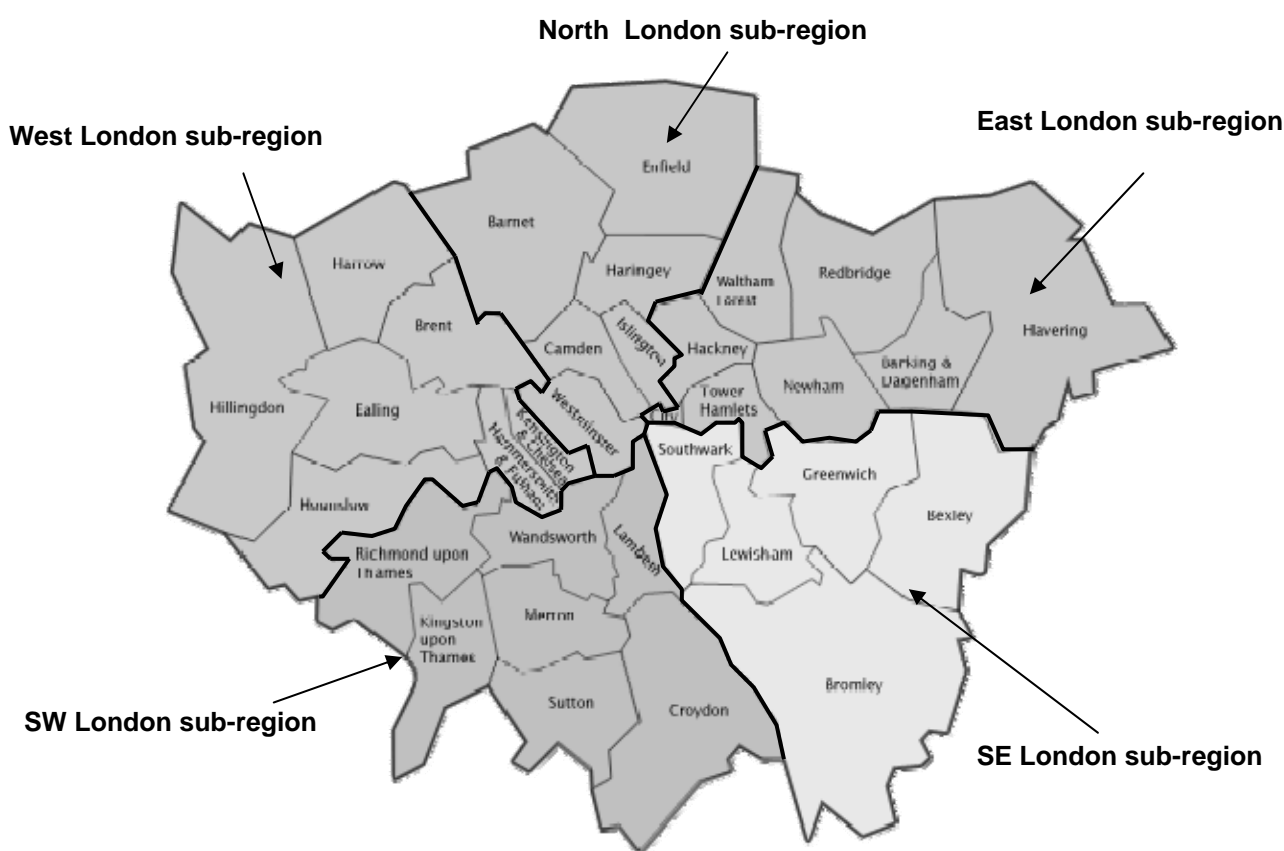 North London sub-region
West London sub-region
East London sub-region
Enfield
Barnet
Harrow
Haringey
Waltham
Forest
Redbridge
Havering
Brent
Islington
Camden
Hackney
Barking &
Dagenham
Newham
Tower
Hamlets
City
Westminster
Hillingdon
Ealing
Kensington
& Chelsea
Hammersmith
& Fulham
Southwark
Greenwich
Hounslow
Bexley
Wandsworth
Lambeth
Lewisham
Richmond upon
Thames
Merton
Kingston
upon
Thames
Bromley
Sutton
Croydon
SW London sub-region
SE London sub-region